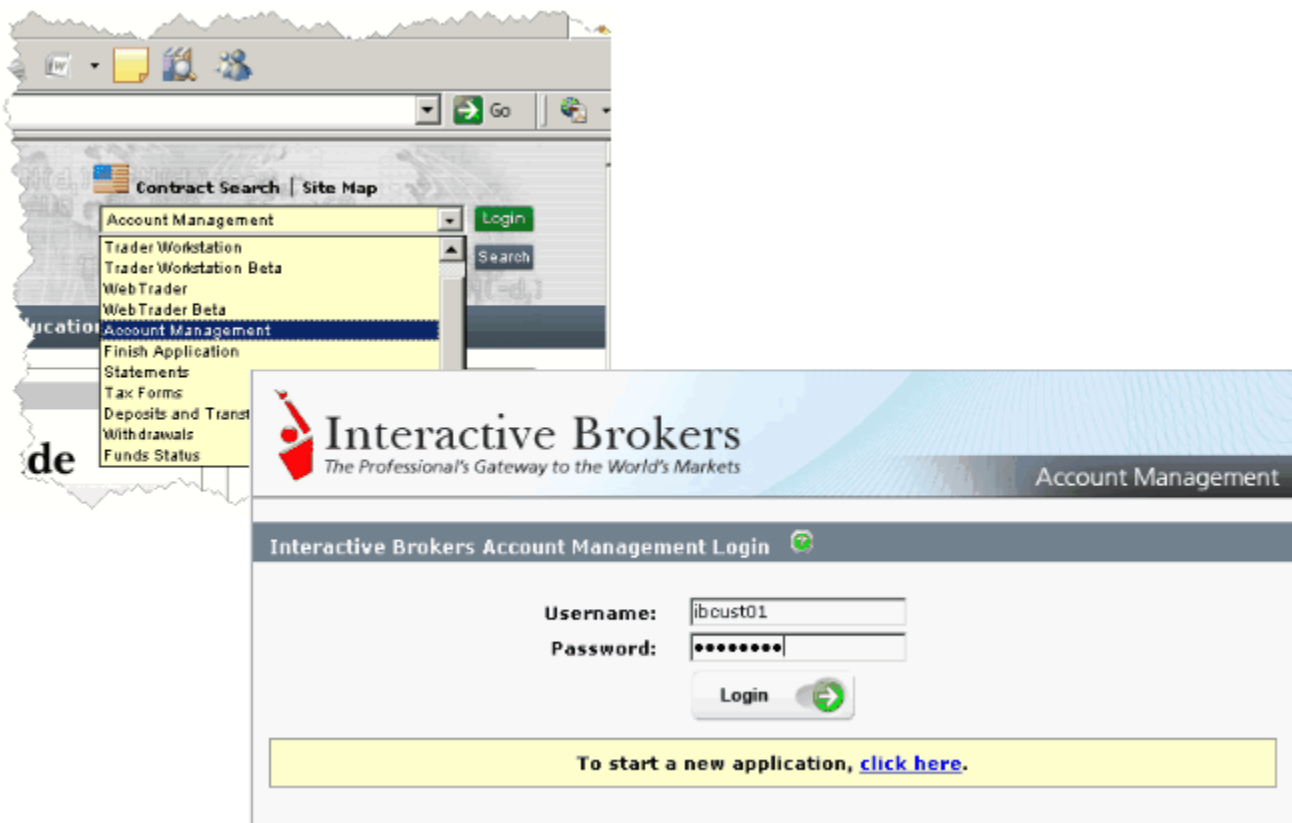 Go
Contract Search | Site Map
Account Management
Login
Trader Workstation
Search
Trader Workstation Beta
WebTrader
WebTrader Beta
Account Management
Finish Application
Statements
Tax Forms
Deposits and Transf
Withdrawals
Funds Status
de
Interactive Brokers
The Professional's Gateway to the World's Markets
Account Management
Interactive Brokers Account Management Login ?
Username: ibcust01
Password: ••••••••
Login
To start a new application, click here.